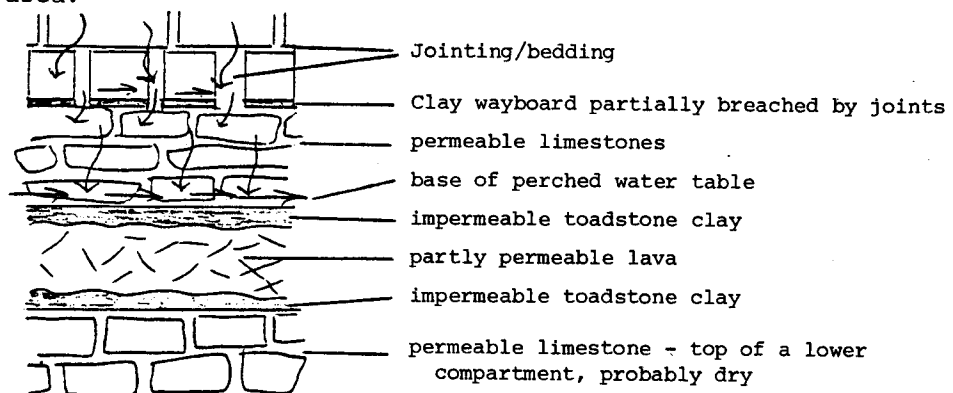 area.
Jointing/bedding
Clay wayboard partially breached by joints
permeable limestones
base of perched water table
impermeable toadstone clay
partly permeable lava
impermeable toadstone clay
permeable limestone - top of a lower
compartment, probably dry